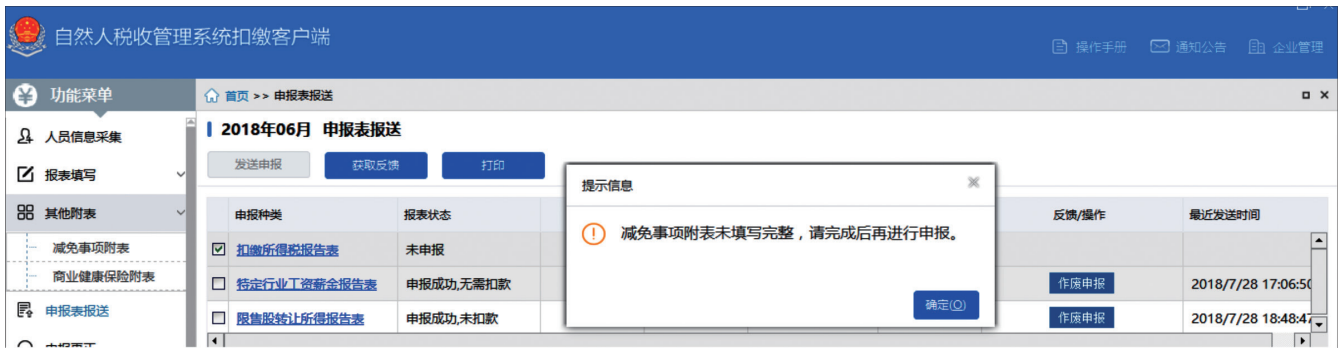 自然人税收管理系统扣缴客户端
操作手册 通知公告 企业管理
功能菜单
首页 >> 申报表报送
人员信息采集
报表填写
其他附表
减免事项附表
商业健康保险附表
申报表报送
2018年06月 申报表报送
发送申报 获取反馈 打印
申报种类 报表状态 反馈/操作 最近发送时间
扣缴所得税报告表 未申报
特定行业工资薪金报告表 申报成功,无需扣款 作废申报 2018/7/28 17:06:50
限售股转让所得报告表 申报成功,未扣款 作废申报 2018/7/28 18:48:47
提示信息
减免事项附表未填写完整，请完成后再进行申报。
确定(O)